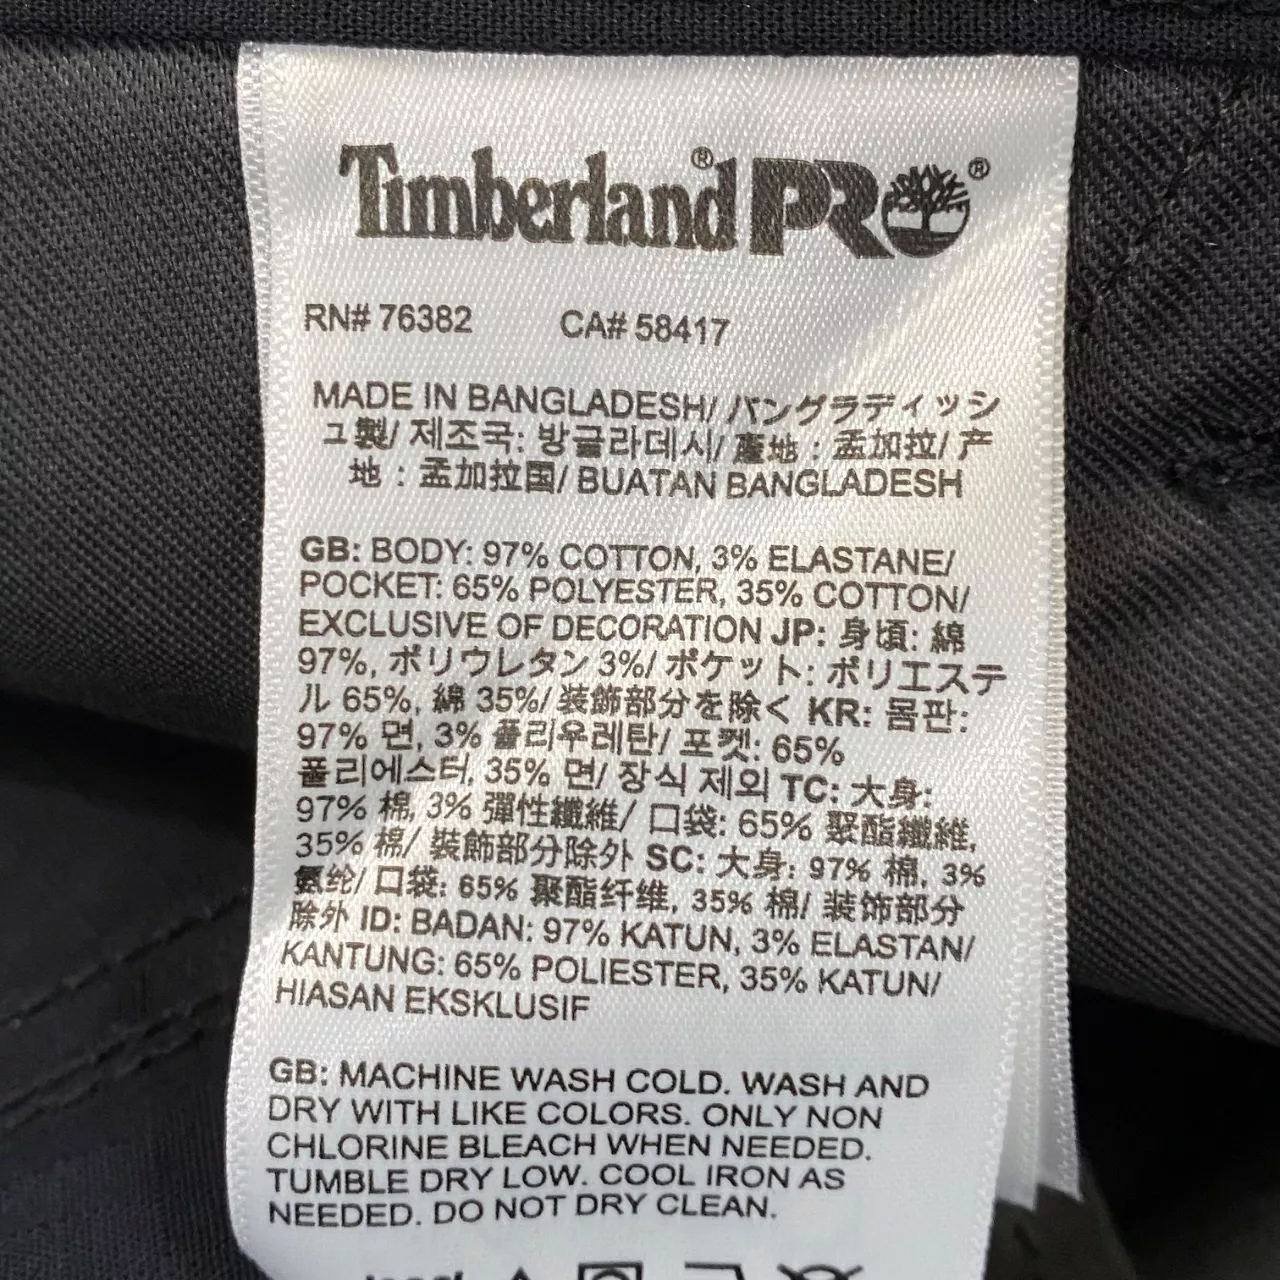 Timberland® PRO®
RN# 76382 CA# 58417
MADE IN BANGLADESH/ バングラディッシ
ュ製/ 제조국: 방글라데시/ 產地：孟加拉/ 产
地：孟加拉国/ BUATAN BANGLADESH
GB: BODY: 97% COTTON, 3% ELASTANE/
POCKET: 65% POLYESTER, 35% COTTON/
EXCLUSIVE OF DECORATION JP: 身頃: 綿
97%, ポリウレタン 3%/ ポケット: ポリエステ
ル 65%, 綿 35%/ 装飾部分を除く KR: 몸판:
97% 면, 3% 폴리우레탄/ 포켓: 65%
폴리에스터, 35% 면/ 장식 제외 TC: 大身:
97% 棉, 3% 彈性纖維/ 口袋: 65% 聚酯纖維,
35% 棉/ 裝飾部分除外 SC: 大身: 97% 棉, 3%
氨纶/ 口袋: 65% 聚酯纤维, 35% 棉/ 装饰部分
除外 ID: BADAN: 97% KATUN, 3% ELASTAN/
KANTUNG: 65% POLIESTER, 35% KATUN/
HIASAN EKSKLUSIF
GB: MACHINE WASH COLD. WASH AND
DRY WITH LIKE COLORS. ONLY NON
CHLORINE BLEACH WHEN NEEDED.
TUMBLE DRY LOW. COOL IRON AS
NEEDED. DO NOT DRY CLEAN.